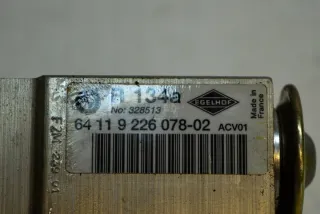 R 134a
No: 328513
EGELHOF
Made in
France
64 11 9 226 078-02 ACV01